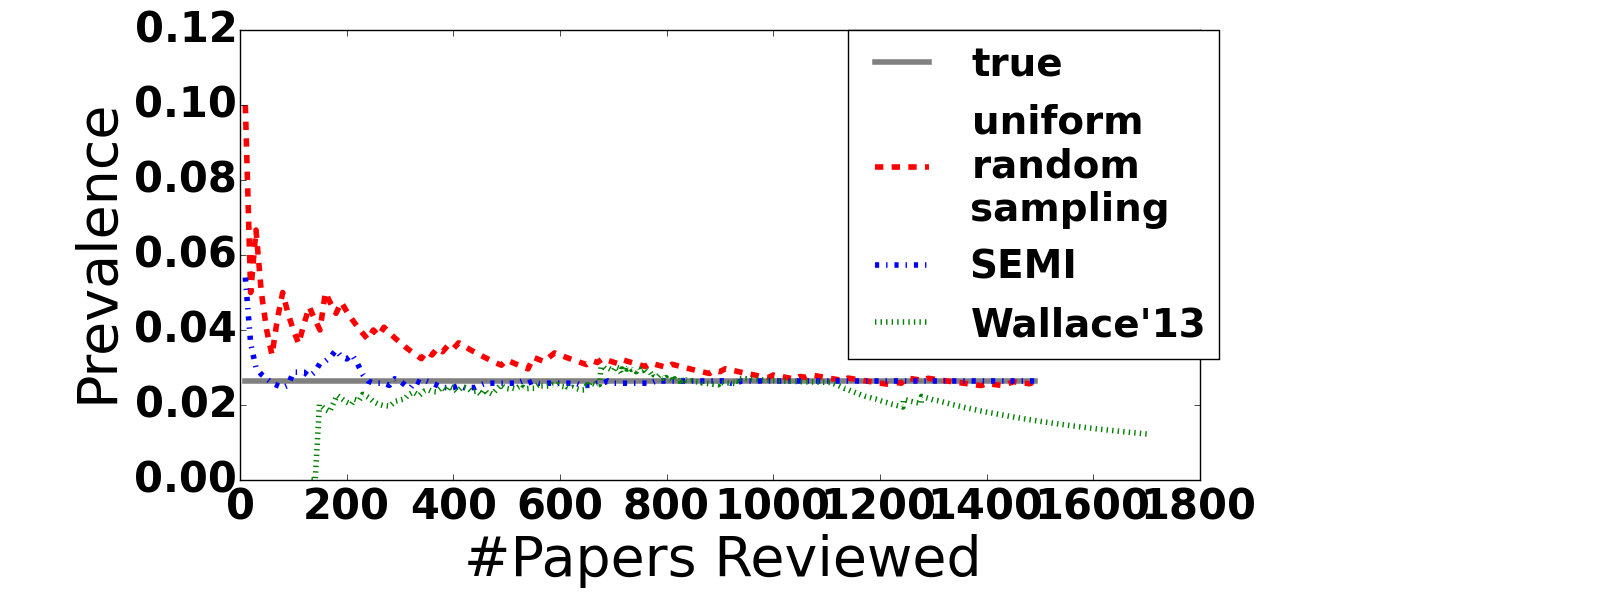 0.12
0.10
0.08
0.06
0.04
0.02
0.00
Prevalence
0 200 400 600 800 1000 1200 1400 1600 1800
#Papers Reviewed
true
uniform
random
sampling
SEMI
Wallace'13